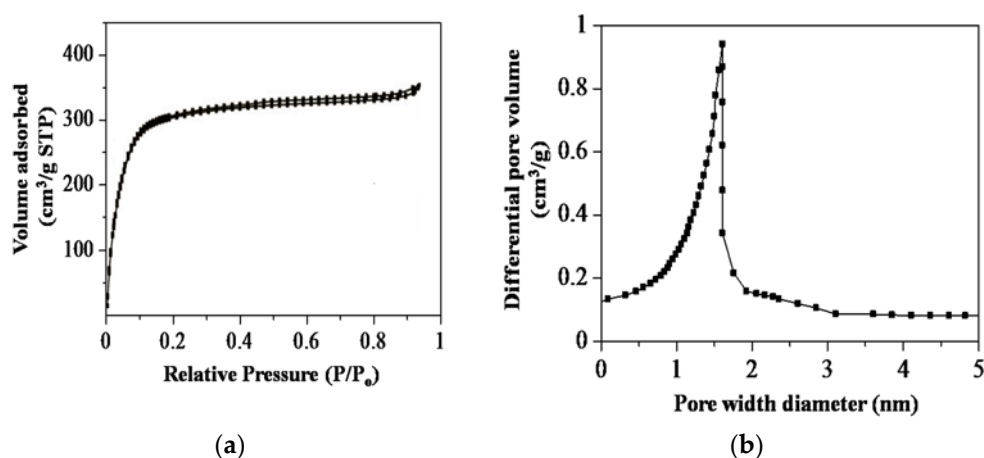 Volume adsorbed
(cm³/g STP)
400
300
200
100
0
0.2
0.4
0.6
0.8
1
Relative Pressure (P/Pₒ)
(a)
Differential pore volume
(cm³/g)
1
0.8
0.6
0.4
0.2
0
0
1
2
3
4
5
Pore width diameter (nm)
(b)